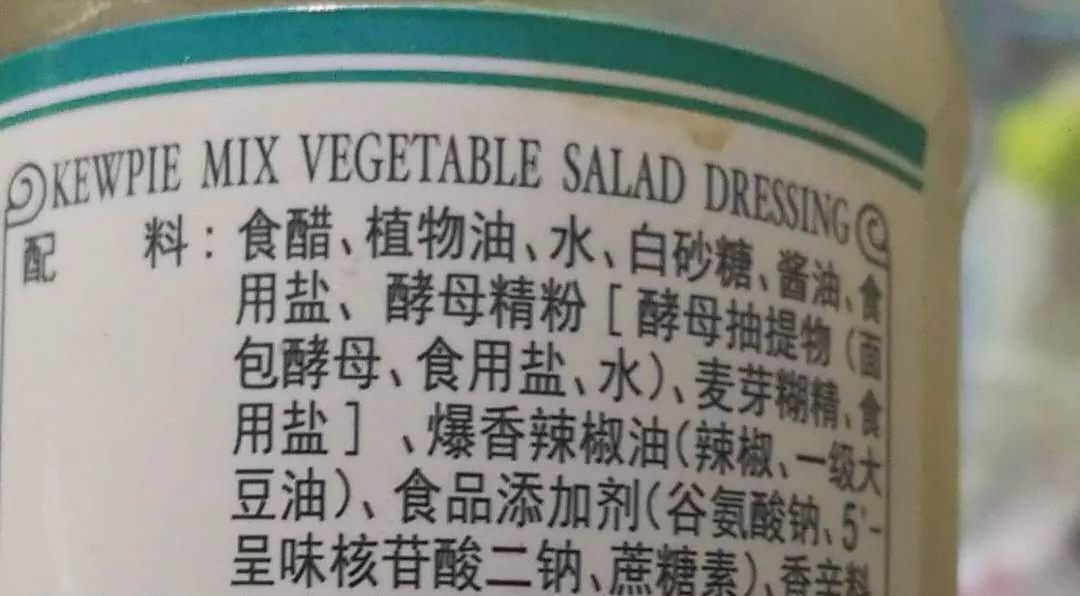 KEWPIE MIX VEGETABLE SALAD DRESSING
配 料：食醋、植物油、水、白砂糖、酱油、食
用盐、酵母精粉［酵母抽提物（面
包酵母、食用盐、水）、麦芽糊精、食
用盐］、爆香辣椒油（辣椒、一级大
豆油）、食品添加剂（谷氨酸钠、5'-
呈味核苷酸二钠、蔗糖素）、香辛料